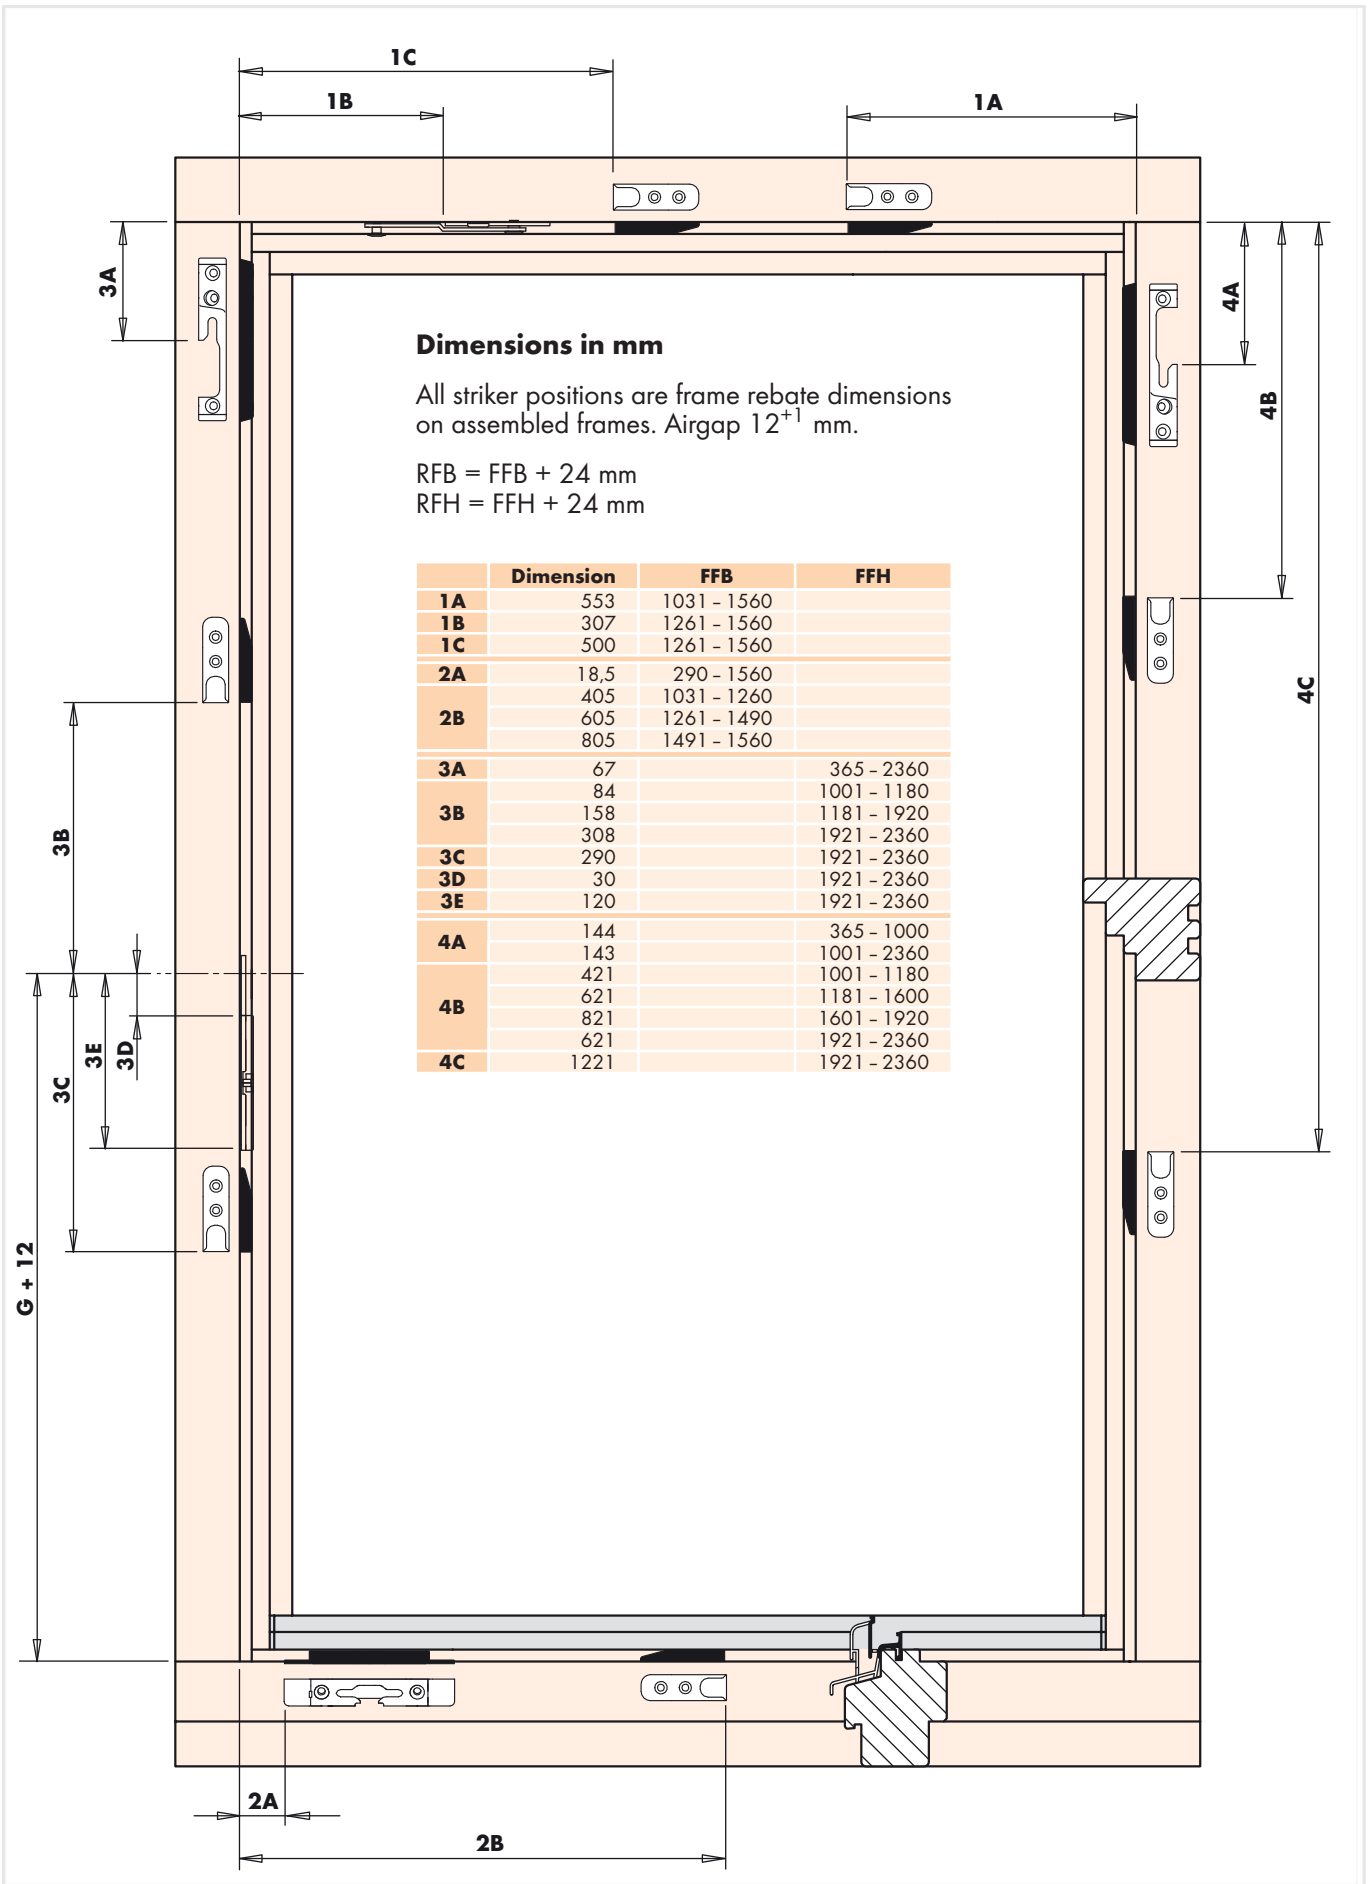 1C
1B
1A
3A
4A
4B
4C
Dimensions in mm
All striker positions are frame rebate dimensions
on assembled frames. Airgap 12+1 mm.
RFB = FFB + 24 mm
RFH = FFH + 24 mm
Dimension FFB FFH
1A 553 1031 – 1560
1B 307 1261 – 1560
1C 500 1261 – 1560
2A 18,5 290 – 1560
405 1031 – 1260
2B 605 1261 – 1490
805 1491 – 1560
3A 67 365 – 2360
84 1001 – 1180
3B 158 1181 – 1920
308 1921 – 2360
3C 290 1921 – 2360
3D 30 1921 – 2360
3E 120 1921 – 2360
4A 144 365 – 1000
143 1001 – 2360
421 1001 – 1180
4B 621 1181 – 1600
821 1601 – 1920
621 1921 – 2360
4C 1221 1921 – 2360
3B
3E
3D
3C
G + 12
2A
2B